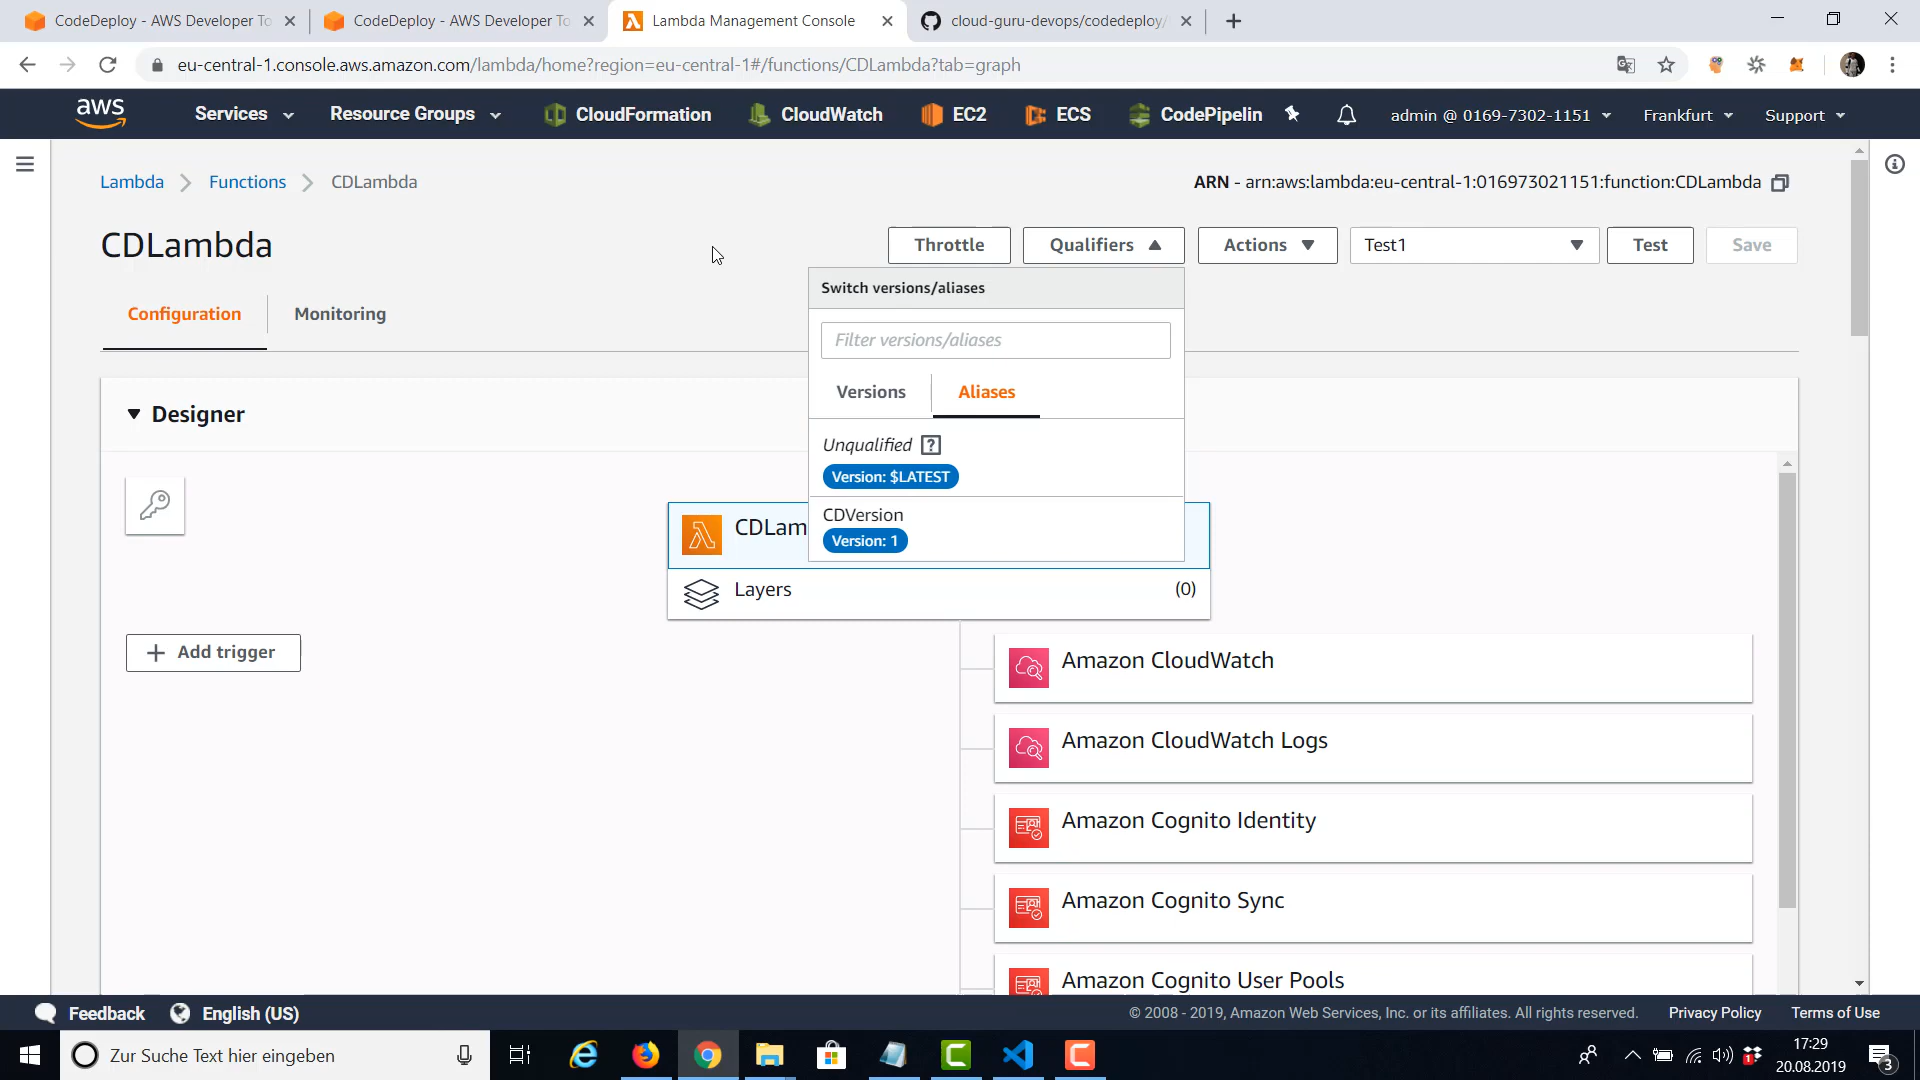 CodeDeploy - AWS Developer To
CodeDeploy - AWS Developer To
Lambda Management Console
cloud-guru-devops/codedeploy/
eu-central-1.console.aws.amazon.com/lambda/home?region=eu-central-1#/functions/CDLambda?tab=graph
aws
Services
Resource Groups
CloudFormation
CloudWatch
EC2
ECS
CodePipelin
admin @ 0169-7302-1151
Frankfurt
Support
Lambda
Functions
CDLambda
ARN - arn:aws:lambda:eu-central-1:016973021151:function:CDLambda
CDLambda
Throttle
Qualifiers
Actions
Test1
Test
Save
Switch versions/aliases
Configuration
Monitoring
Filter versions/aliases
Versions
Aliases
Designer
Unqualified ?
Version: $LATEST
CDVersion
Version: 1
CDLam
Layers
(0)
Add trigger
Amazon CloudWatch
Amazon CloudWatch Logs
Amazon Cognito Identity
Amazon Cognito Sync
Amazon Cognito User Pools
Feedback
English (US)
© 2008 - 2019, Amazon Web Services, Inc. or its affiliates. All rights reserved.
Privacy Policy
Terms of Use
Zur Suche Text hier eingeben
1
17:29
20.08.2019
3